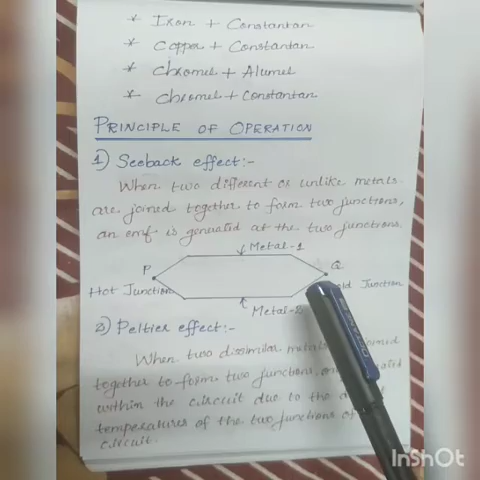 * Iron + Constantan
* Copper + Constantan
* Chromel + Alumel
* Chromel + Constantan
PRINCIPLE OF OPERATION
1) Seeback effect:-
When two different or unlike metals
are joined together to form two junctions,
an emf is generated at the two junctions.
Metal-1
P
Q
Hot Junction
Junction
Metal-2
2) Peltier effect:-
When two dissimilar metals
together to form two junctions,
within the circuit due to the
temperatures of the two junctions of
circuit.
InShOt